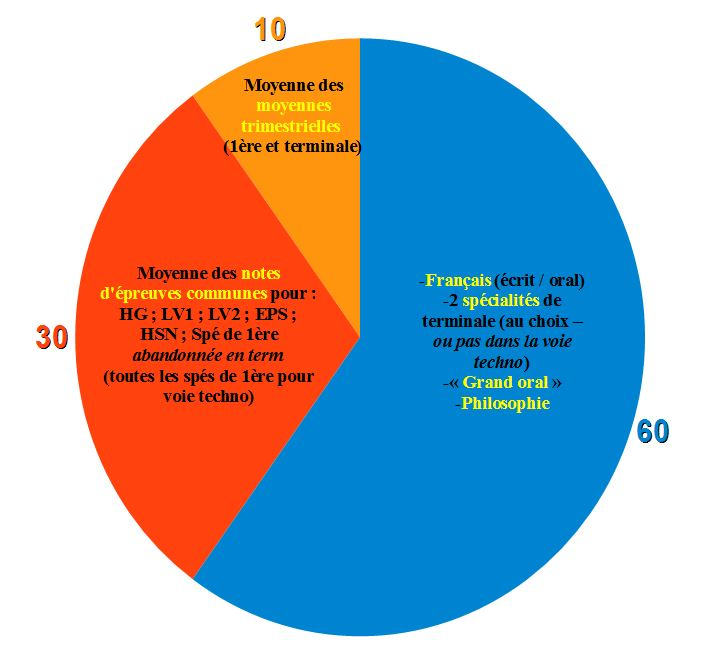 10
Moyenne des
moyennes
trimestrielles
(1ère et terminale)
Moyenne des notes
d'épreuves communes pour :
HG ; LV1 ; LV2 ; EPS ;
HSN ; Spé de 1ère
abandonnée en term
(toutes les spés de 1ère pour
voie techno)
30
-Français (écrit / oral)
-2 spécialités de
terminale (au choix –
ou pas dans la voie
techno)
-« Grand oral »
-Philosophie
60